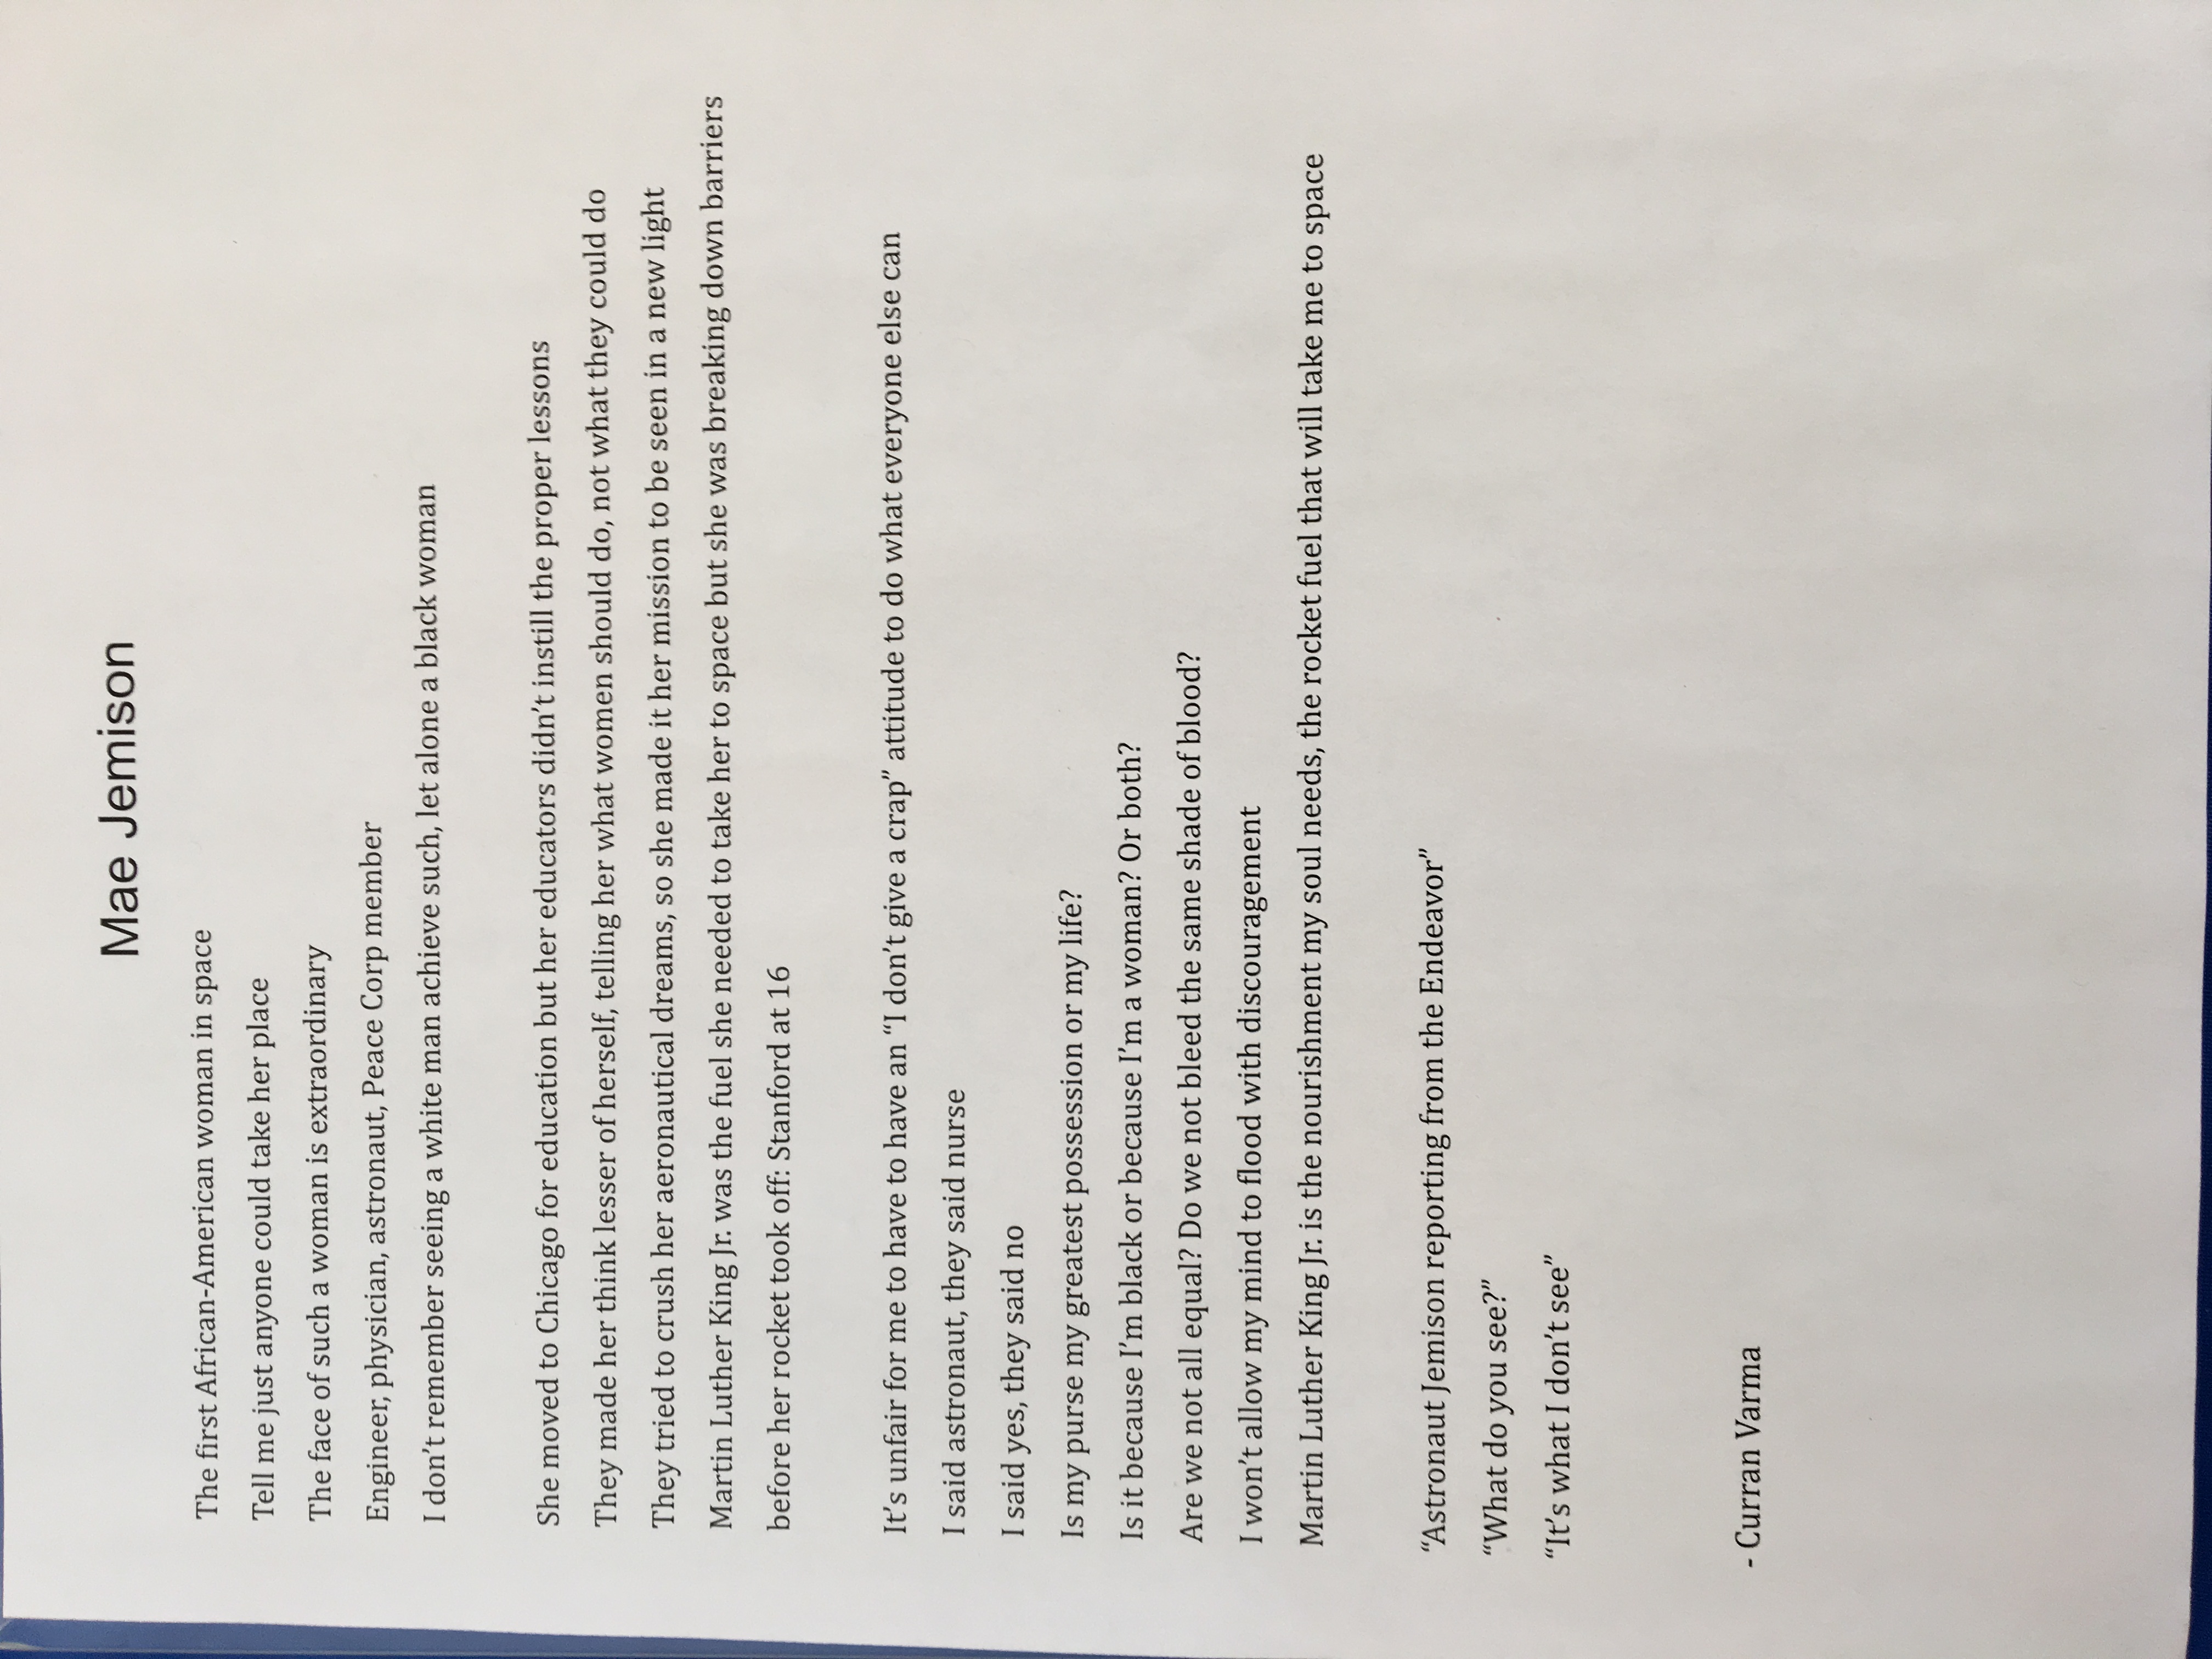 Mae Jemison
The first African-American woman in space
Tell me just anyone could take her place
The face of such a woman is extraordinary
Engineer, physician, astronaut, Peace Corp member
I don’t remember seeing a white man achieve such, let alone a black woman
She moved to Chicago for education but her educators didn’t instill the proper lessons
They made her think lesser of herself, telling her what women should do, not what they could do
They tried to crush her aeronautical dreams, so she made it her mission to be seen in a new light
Martin Luther King Jr. was the fuel she needed to take her to space but she was breaking down barriers
before her rocket took off: Stanford at 16
It’s unfair for me to have to have an “I don’t give a crap” attitude to do what everyone else can
I said astronaut, they said nurse
I said yes, they said no
Is my purse my greatest possession or my life?
Is it because I’m black or because I’m a woman? Or both?
Are we not all equal? Do we not bleed the same shade of blood?
I won’t allow my mind to flood with discouragement
Martin Luther King Jr. is the nourishment my soul needs, the rocket fuel that will take me to space
“Astronaut Jemison reporting from the Endeavor”
“What do you see?”
“It’s what I don’t see”
- Curran Varma